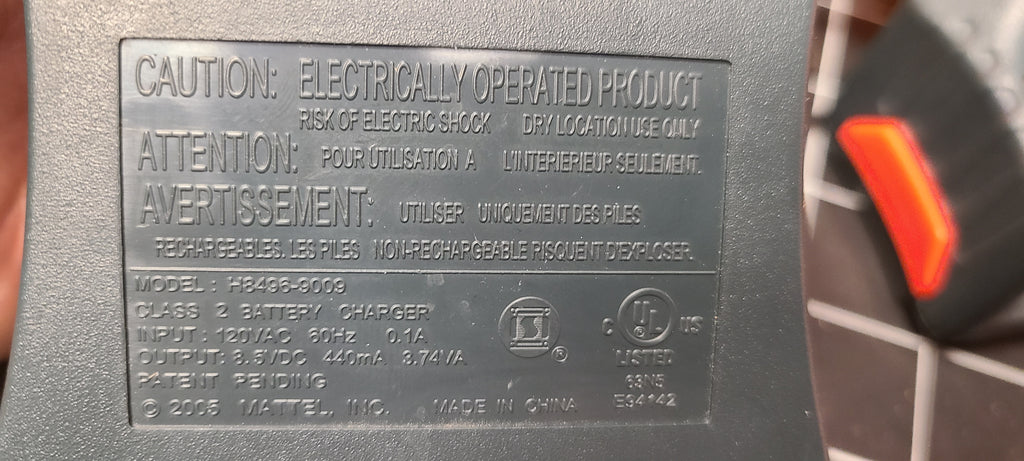 CAUTION: ELECTRICALLY OPERATED PRODUCT
RISK OF ELECTRIC SHOCK DRY LOCATION USE ONLY
ATTENTION: POUR UTILISATION A L'INTERIERIEUR SEULEMENT.
AVERTISSEMENT: UTILISER UNIQUEMENT DES PILES
RECHARGEABLES. LES PILES NON-RECHARGEABLE RISQUENT D'EXPLOSER.
MODEL : H8496-9009
CLASS 2 BATTERY CHARGER
INPUT : 120VAC 60Hz 0.1A
OUTPUT: 8.5VDC 440mA 3.74VA
PATENT PENDING
© 2005 MATTEL, INC. MADE IN CHINA
®
C UL US
LISTED
63N5
E34142